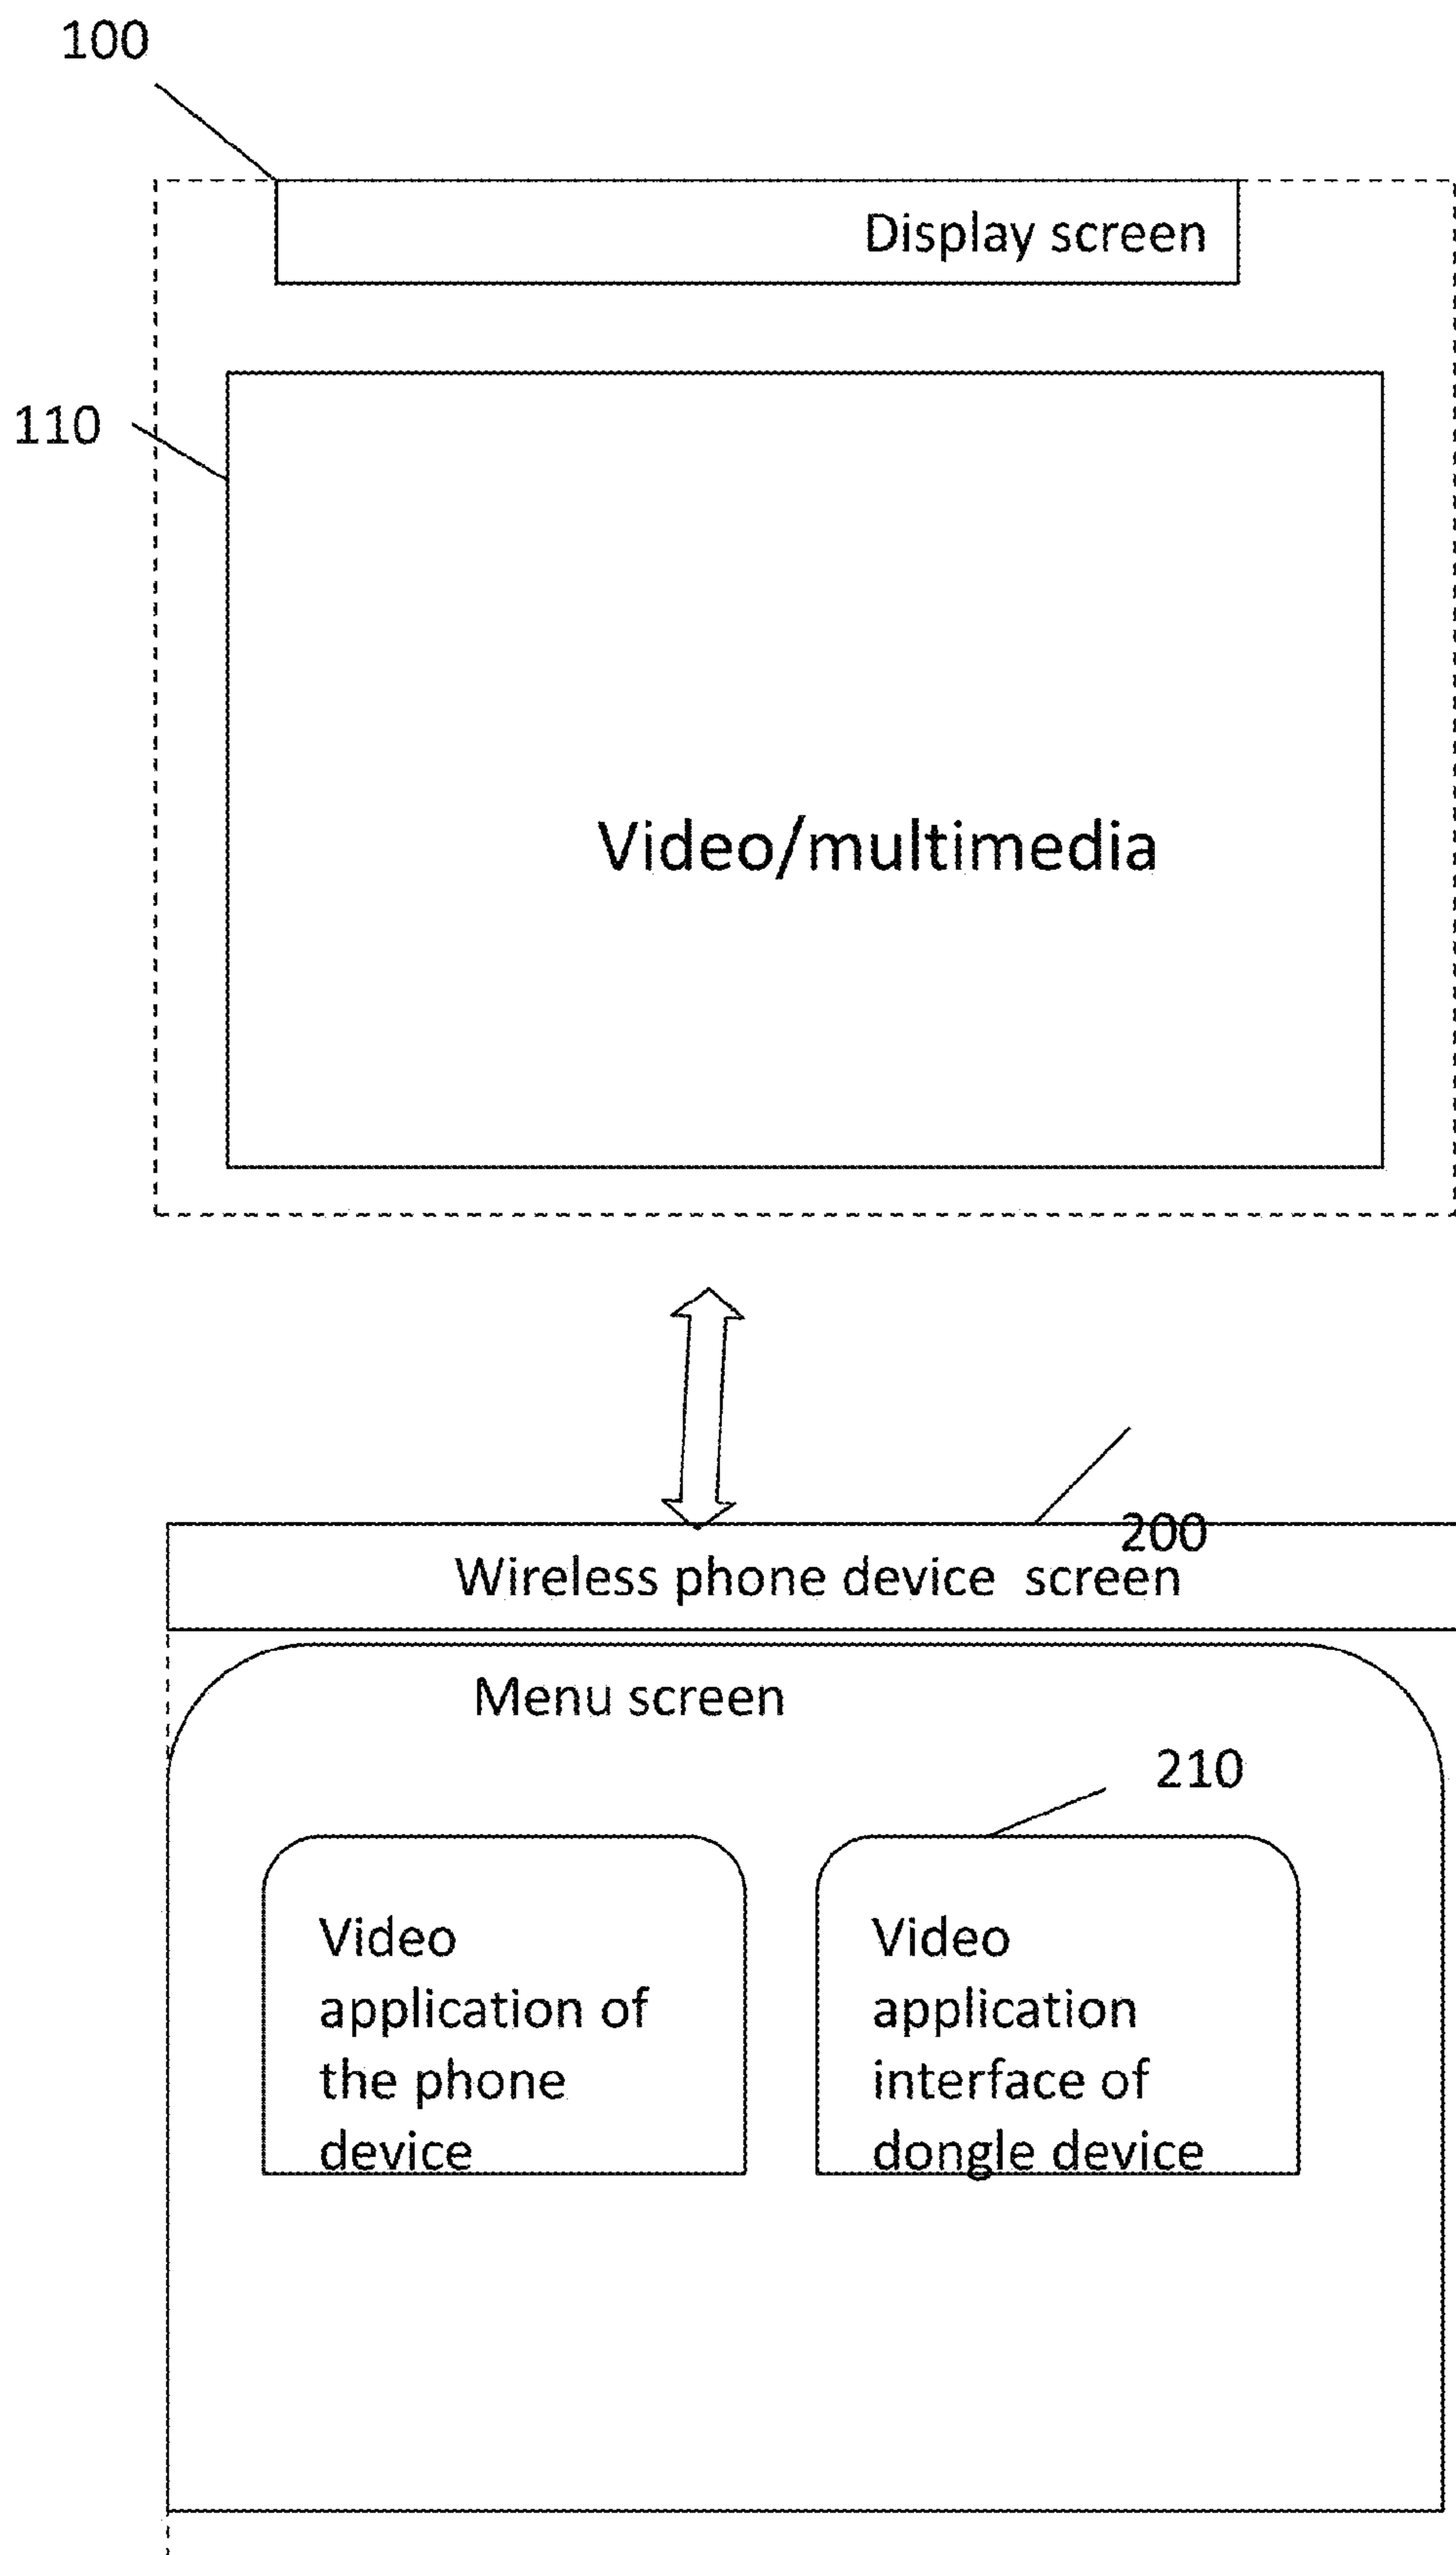 100
Display screen
110
Video/multimedia
200
Wireless phone device screen
Menu screen
210
Video
application of
the phone
device
Video
application
interface of
dongle device